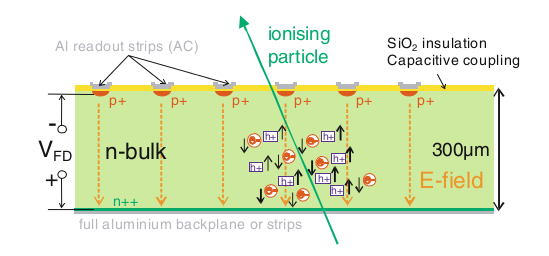 ionising
particle
Al readout strips (AC)
SiO2 insulation
Capacitive coupling
p+ p+ p+ p+ p+ p+
-
VFD
+
n-bulk
h+ e-
e- h+
h+ e- h+
h+ h+ e-
e- e- h+
300µm
E-field
n++
full aluminium backplane or strips